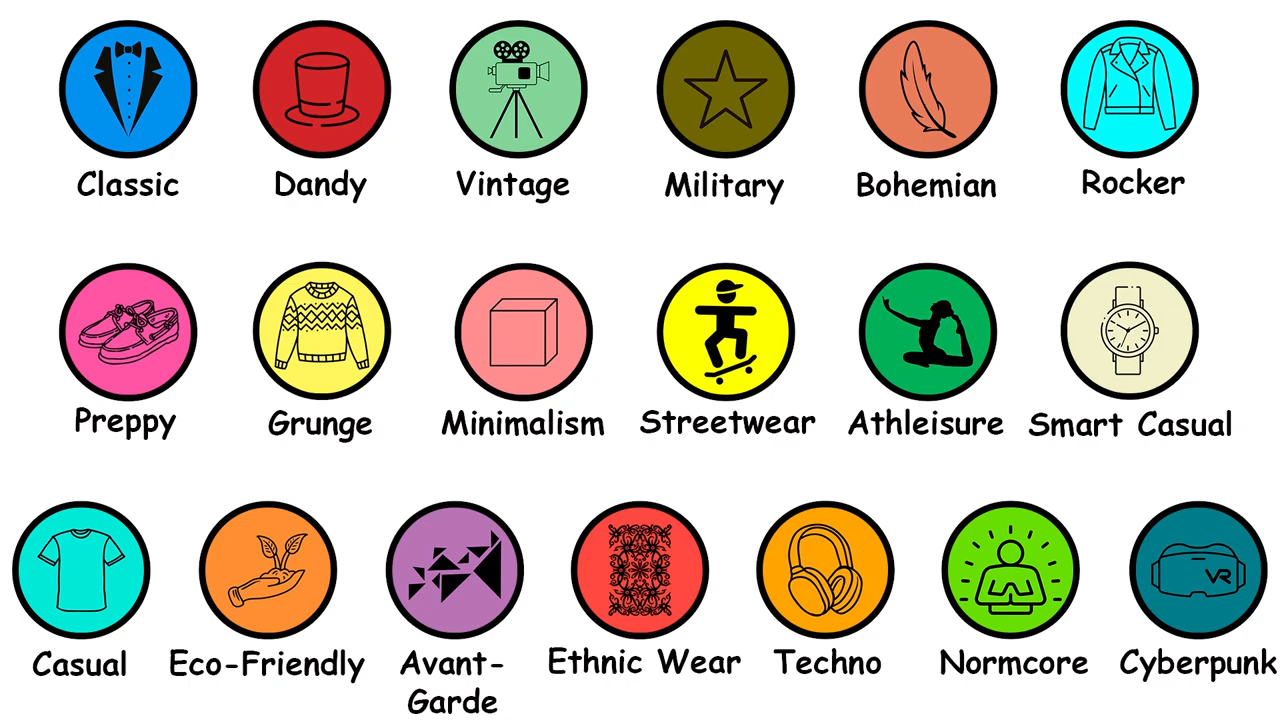 Classic
Dandy
Vintage
Military
Bohemian
Rocker
Preppy
Grunge
Minimalism
Streetwear
Athleisure
Smart Casual
VR
Casual
Eco-Friendly
Avant-
Garde
Ethnic Wear
Techno
Normcore
Cyberpunk